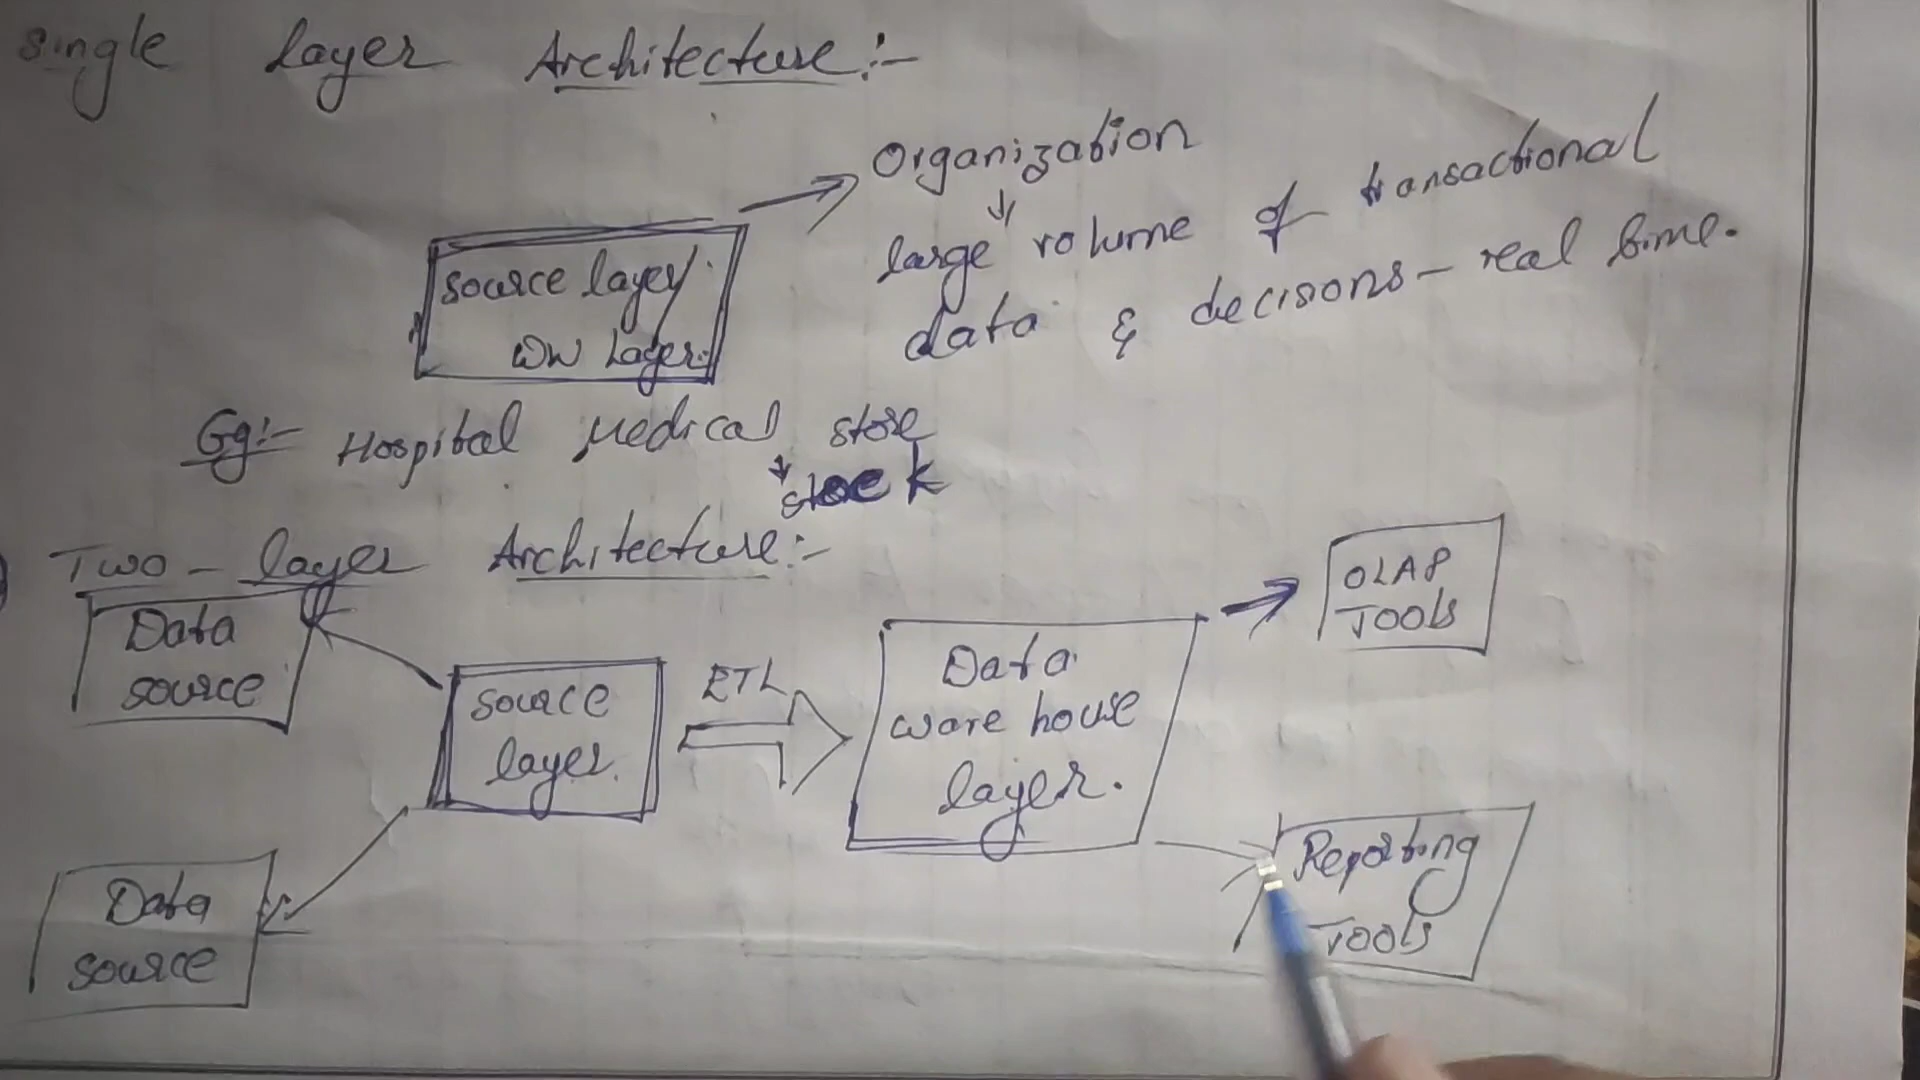 Single Layer Architecture:-
Organization
large volume of transactional
data & decisions - real time.
Source layer
DW Layer.
Eg:- Hospital Medical store
stock
Two - layer Architecture:-
Data
source
Source
layer.
ETL
Data
ware house
layer.
OLAP
Tools
Data
source
Reporting
Tools